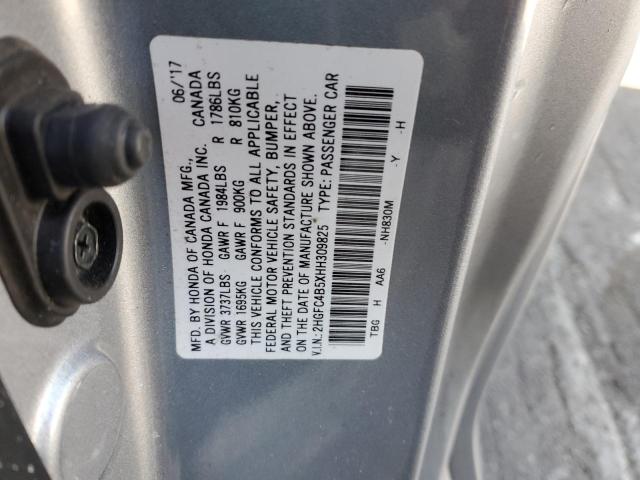 MFD. BY HONDA OF CANADA MFG., 06/'17
A DIVISION OF HONDA CANADA INC. CANADA
GVWR 3737LBS GAWR F 1984LBS R 1786LBS
GVWR 1695KG GAWR F 900KG R 810KG
THIS VEHICLE CONFORMS TO ALL APPLICABLE
FEDERAL MOTOR VEHICLE SAFETY, BUMPER,
AND THEFT PREVENTION STANDARDS IN EFFECT
ON THE DATE OF MANUFACTURE SHOWN ABOVE.
V.I.N.: 2HGFC4B5XHH309825 TYPE: PASSENGER CAR
TBG H AA6 -NH830M -Y -H